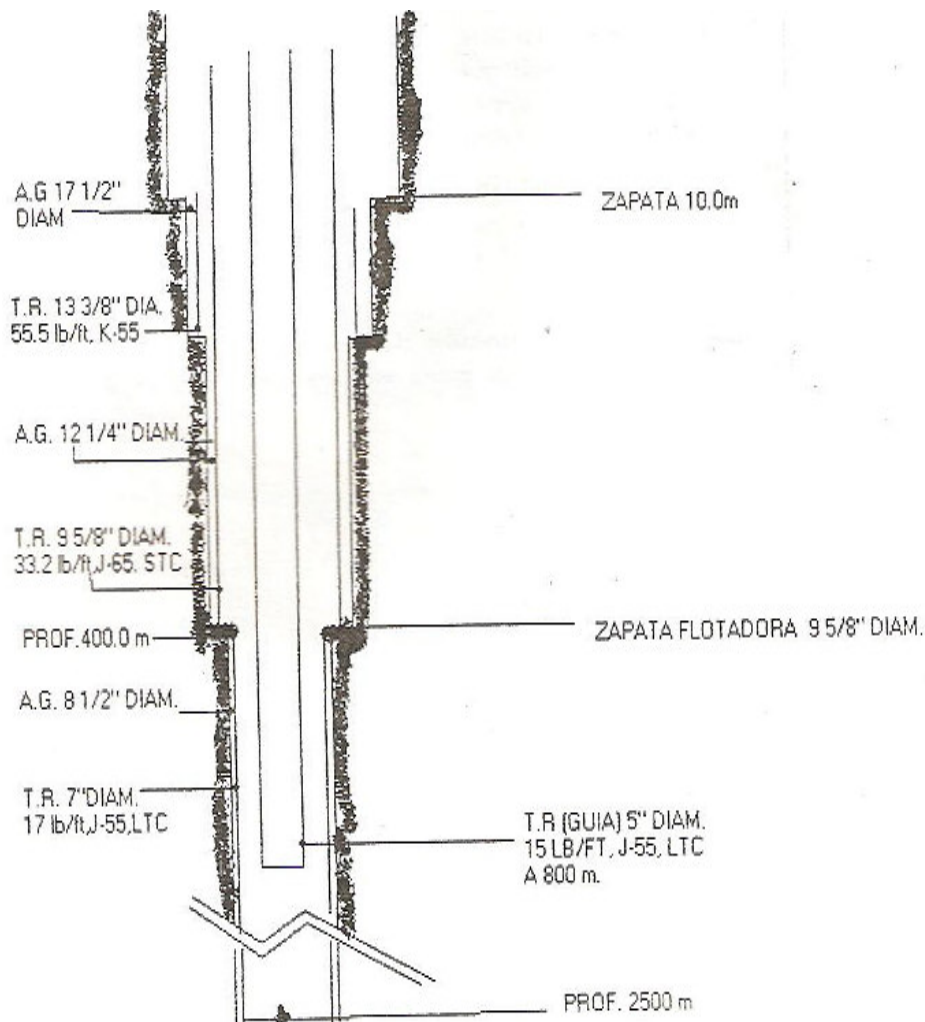 A.G 17 1/2"
DIAM
ZAPATA 10.0m
T.R. 13 3/8" DIA.
55.5 lb/ft, K-55
A.G. 12 1/4" DIAM.
T.R. 9 5/8" DIAM.
33.2 lb/ft,J-65. STC
PROF.400.0 m
ZAPATA FLOTADORA 9 5/8" DIAM.
A.G. 8 1/2" DIAM.
T.R. 7"DIAM.
17 lb/ft,J-55,LTC
T.R (GUIA) 5" DIAM.
15 LB/FT, J-55, LTC
A 800 m.
PROF. 2500 m